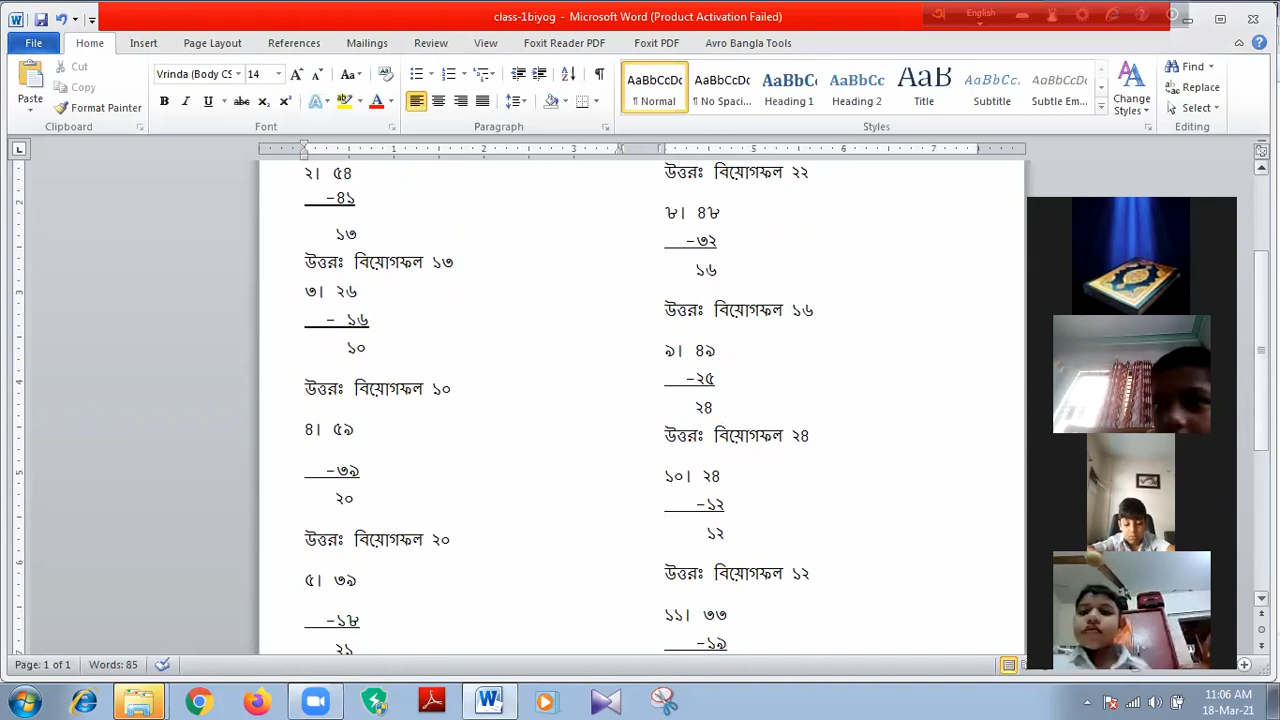 class-1biyog - Microsoft Word (Product Activation Failed)
English
File Home Insert Page Layout References Mailings Review View Foxit Reader PDF Foxit PDF Avro Bangla Tools
Paste
Cut
Copy
Format Painter
Clipboard
Vrinda (Body CS 14
Font
Paragraph
AaBbCcDc AaBbCcDc AaBbCc AaBbCc AaB AaBbCc. AaBbCcDc
¶ Normal ¶ No Spaci... Heading 1 Heading 2 Title Subtitle Subtle Em...
Styles
Change Styles
Find
Replace
Select
Editing
২। ৫৪
-৪১
১৩
উত্তরঃ বিয়োগফল ১৩
৩। ২৬
- ১৬
১০
উত্তরঃ বিয়োগফল ১০
৪। ৫৯
-৩৯
২০
উত্তরঃ বিয়োগফল ২০
৫। ৩৯
-১৮
২১
উত্তরঃ বিয়োগফল ২২
৮। ৪৮
-৩২
১৬
উত্তরঃ বিয়োগফল ১৬
৯। ৪৯
-২৫
২৪
উত্তরঃ বিয়োগফল ২৪
১০। ২৪
-১২
১২
উত্তরঃ বিয়োগফল ১২
১১। ৩৩
-১৯
Page: 1 of 1 Words: 85
11:06 AM
18-Mar-21